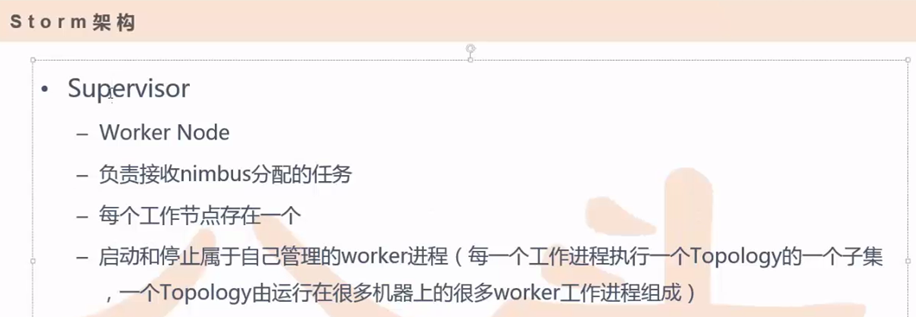 Storm架构
• Supervisor
– Worker Node
– 负责接收nimbus分配的任务
– 每个工作节点存在一个
– 启动和停止属于自己管理的worker进程（每一个工作进程执行一个Topology的一个子集
，一个Topology由运行在很多机器上的很多worker工作进程组成）